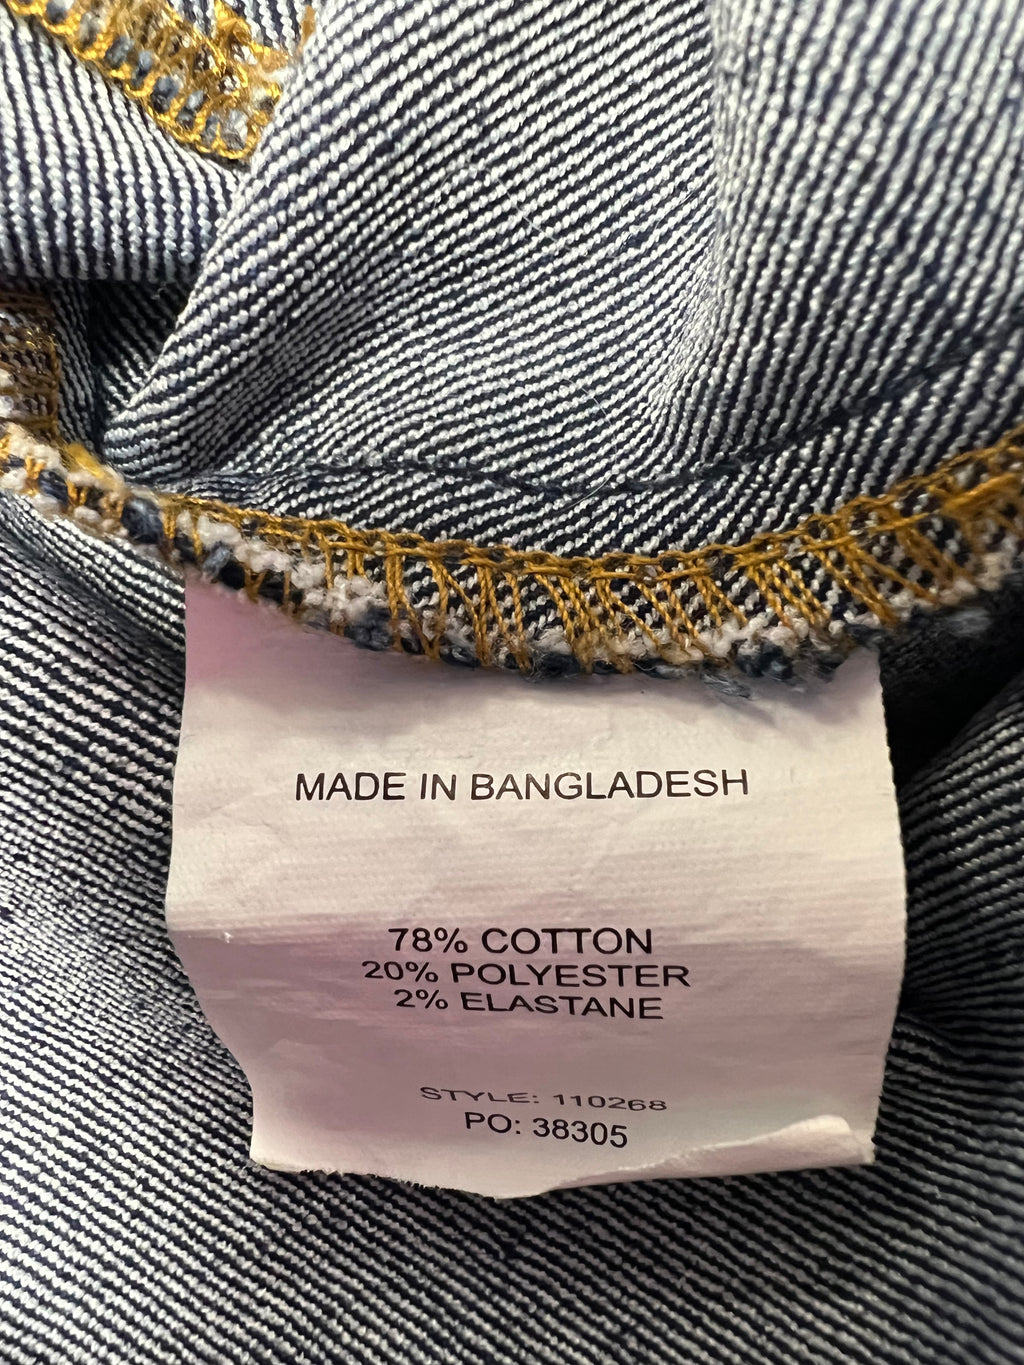 MADE IN BANGLADESH
78% COTTON
20% POLYESTER
2% ELASTANE
STYLE: 110268
PO: 38305